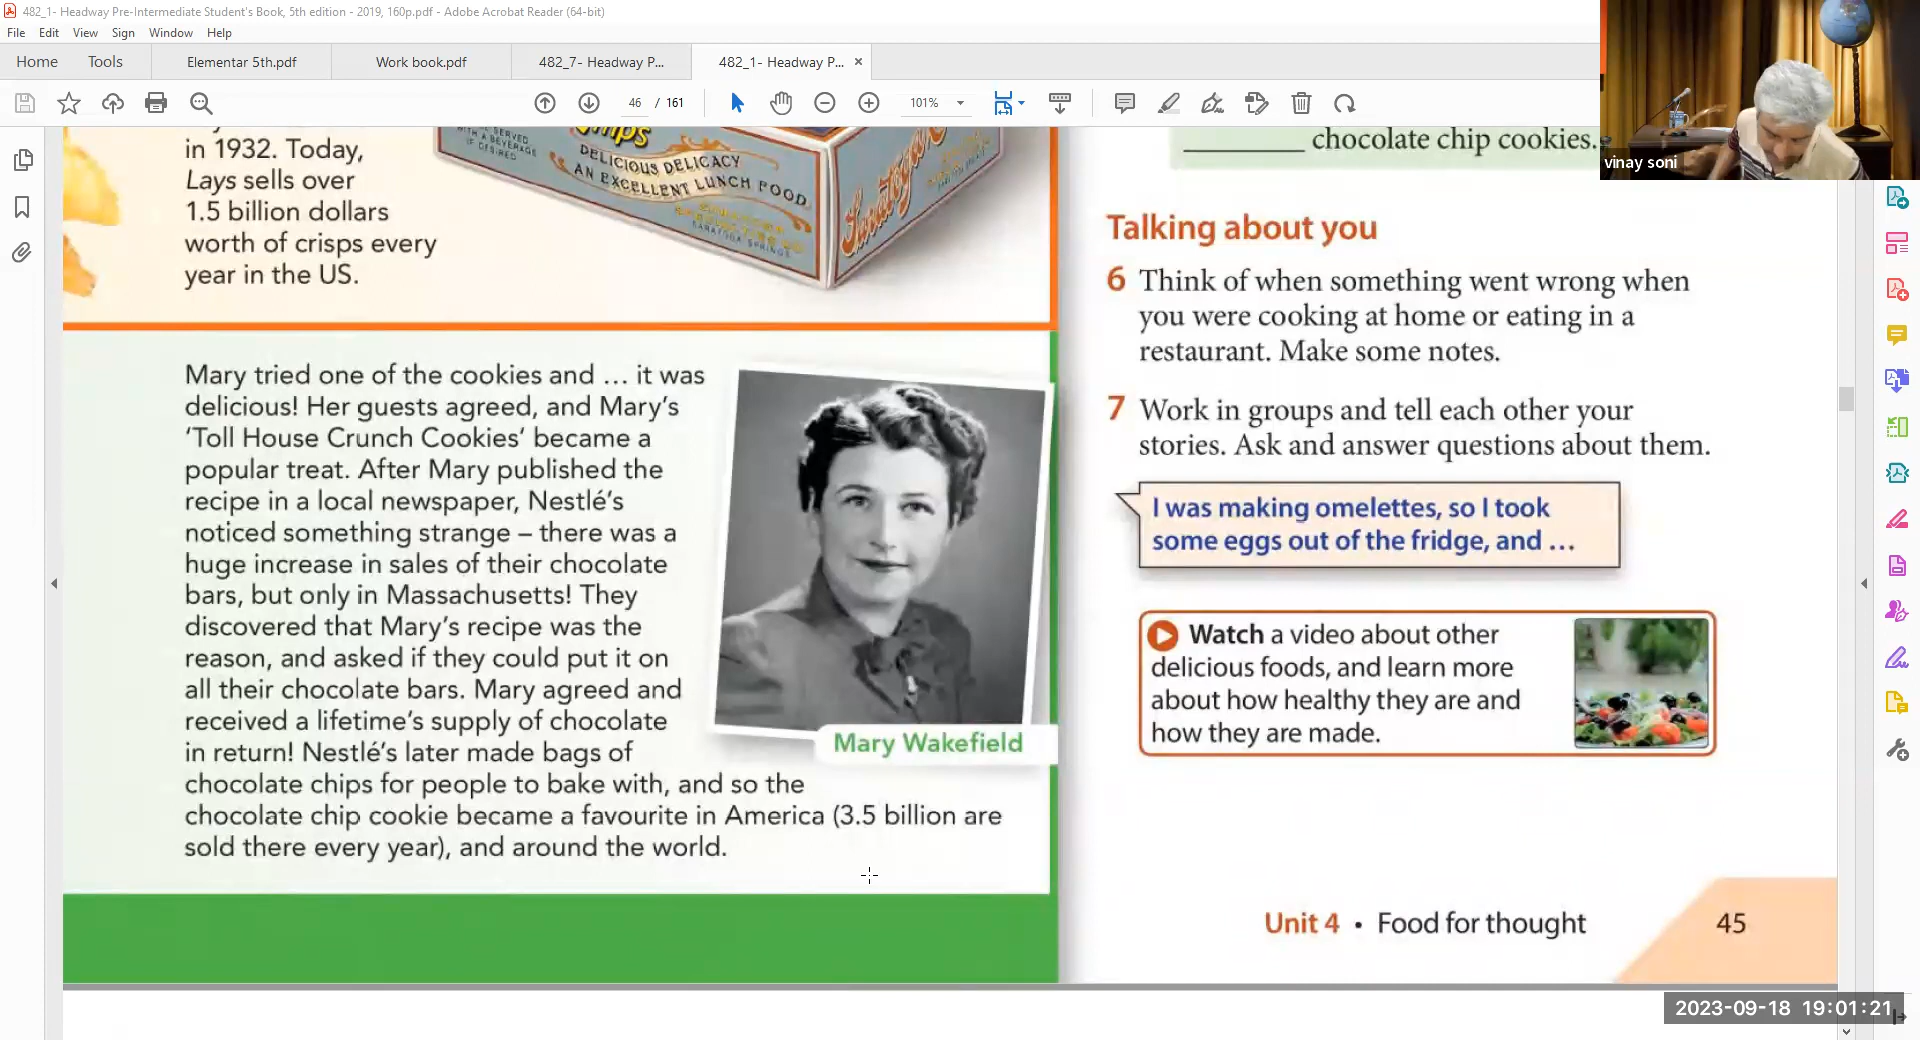 482_1- Headway Pre-Intermediate Student's Book, 5th edition - 2019, 160p.pdf - Adobe Acrobat Reader (64-bit)
File Edit View Sign Window Help
Home Tools Elementar 5th.pdf Work book.pdf 482_7- Headway P... 482_1- Headway P... ×
46 / 161 101%
vinay soni
in 1932. Today,
Lays sells over
1.5 billion dollars
worth of crisps every
year in the US.
WITH A BEVERAGE
IF DESIRED
Chips
DELICIOUS DELICACY
AN EXCELLENT LUNCH FOOD
SARATOGA SPRINGS
Saratoga
Mary tried one of the cookies and … it was
delicious! Her guests agreed, and Mary's
'Toll House Crunch Cookies' became a
popular treat. After Mary published the
recipe in a local newspaper, Nestlé's
noticed something strange – there was a
huge increase in sales of their chocolate
bars, but only in Massachusetts! They
discovered that Mary's recipe was the
reason, and asked if they could put it on
all their chocolate bars. Mary agreed and
received a lifetime's supply of chocolate
in return! Nestlé's later made bags of
chocolate chips for people to bake with, and so the
chocolate chip cookie became a favourite in America (3.5 billion are
sold there every year), and around the world.
Mary Wakefield
__________ chocolate chip cookies.
Talking about you
6 Think of when something went wrong when
you were cooking at home or eating in a
restaurant. Make some notes.
7 Work in groups and tell each other your
stories. Ask and answer questions about them.
I was making omelettes, so I took
some eggs out of the fridge, and …
Watch a video about other
delicious foods, and learn more
about how healthy they are and
how they are made.
Unit 4 • Food for thought 45
2023-09-18 19:01:21